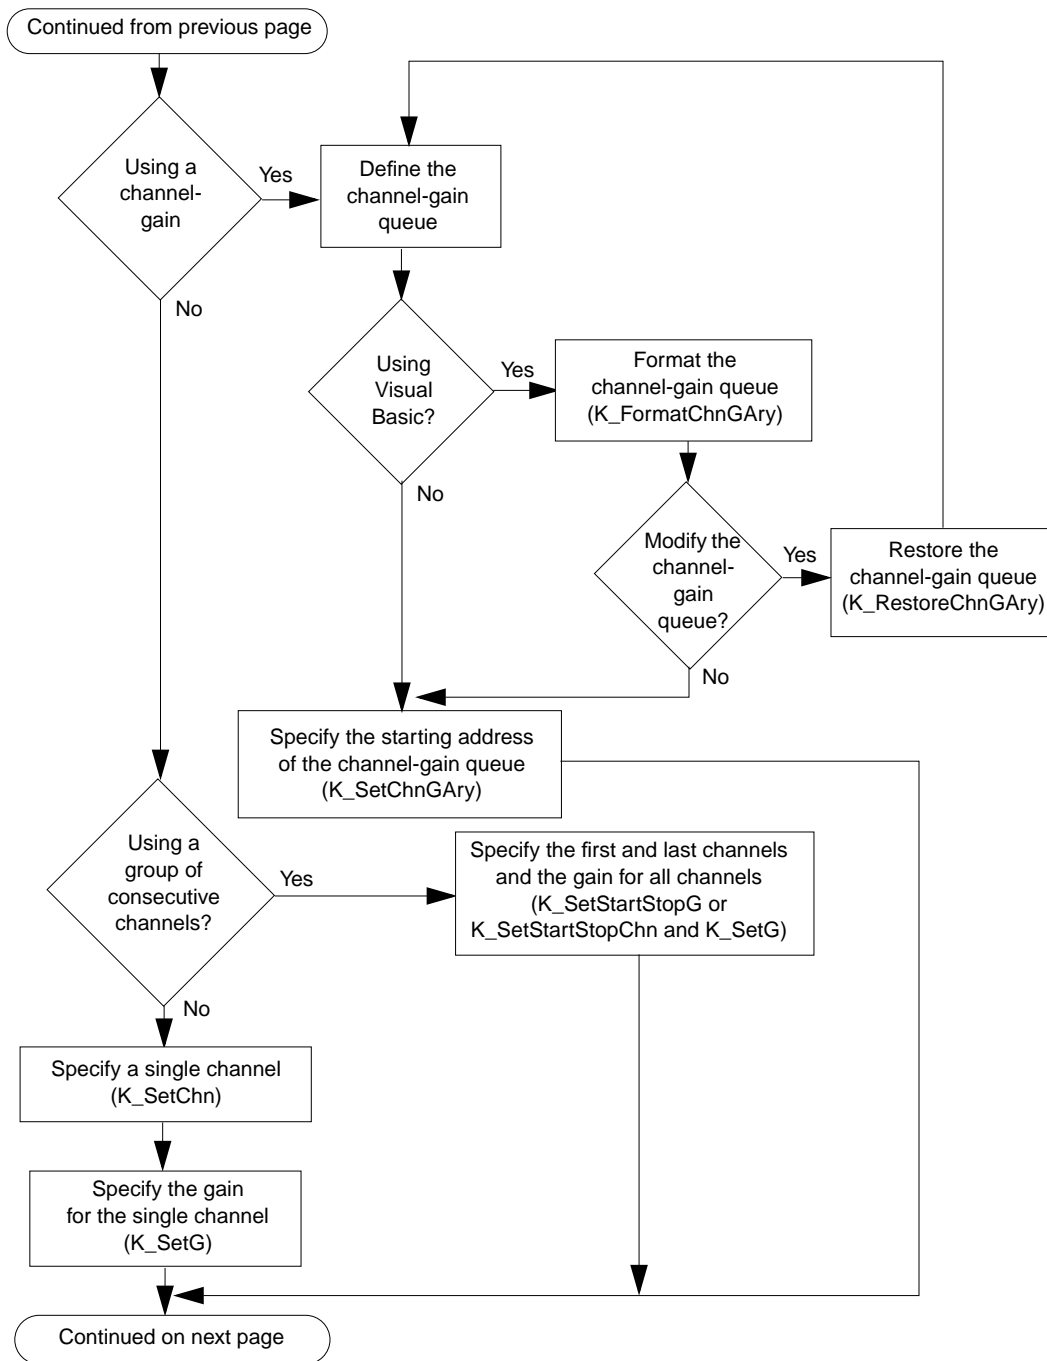 Continued from previous page
Using a
channel-
gain
Yes
No
Define the
channel-gain
queue
Using
Visual
Basic?
Yes
No
Format the
channel-gain queue
(K_FormatChnGAry)
Modify the
channel-
gain
queue?
Yes
No
Restore the
channel-gain queue
(K_RestoreChnGAry)
Specify the starting address
of the channel-gain queue
(K_SetChnGAry)
Using a
group of
consecutive
channels?
Yes
No
Specify the first and last channels
and the gain for all channels
(K_SetStartStopG or
K_SetStartStopChn and K_SetG)
Specify a single channel
(K_SetChn)
Specify the gain
for the single channel
(K_SetG)
Continued on next page